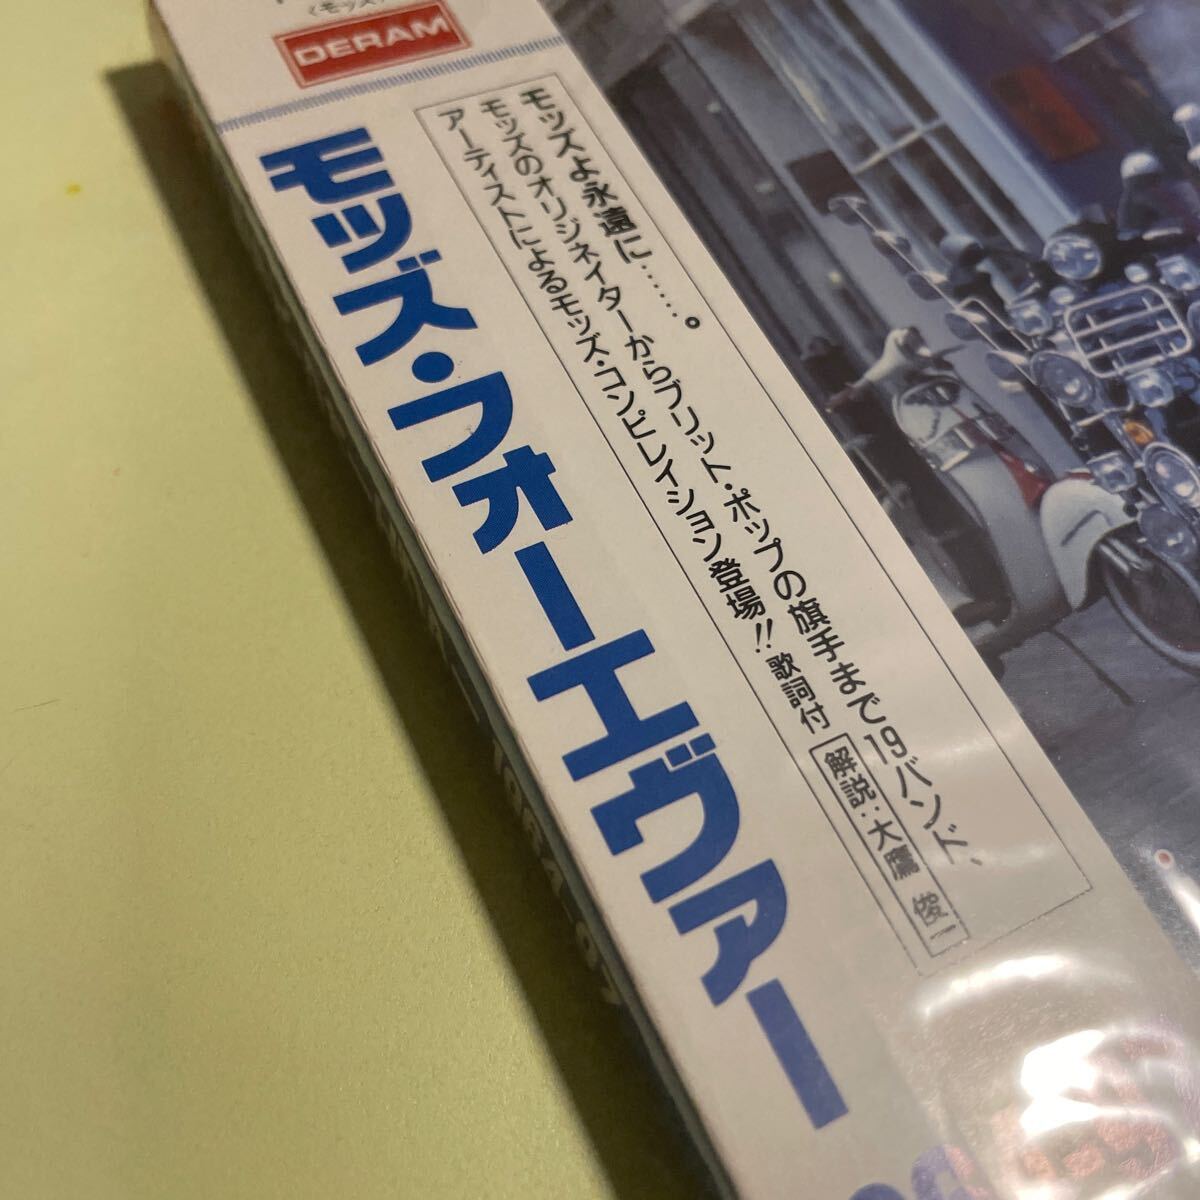 〈モッズ
DERAM
モッズ・フォーエヴァー
モッズよ永遠に……。
モッズのオリジネイターからブリット・ポップの旗手まで19バンド、
アーティストによるモッズ・コンピレイション登場!! 歌詞付
解説：大鷹 俊一